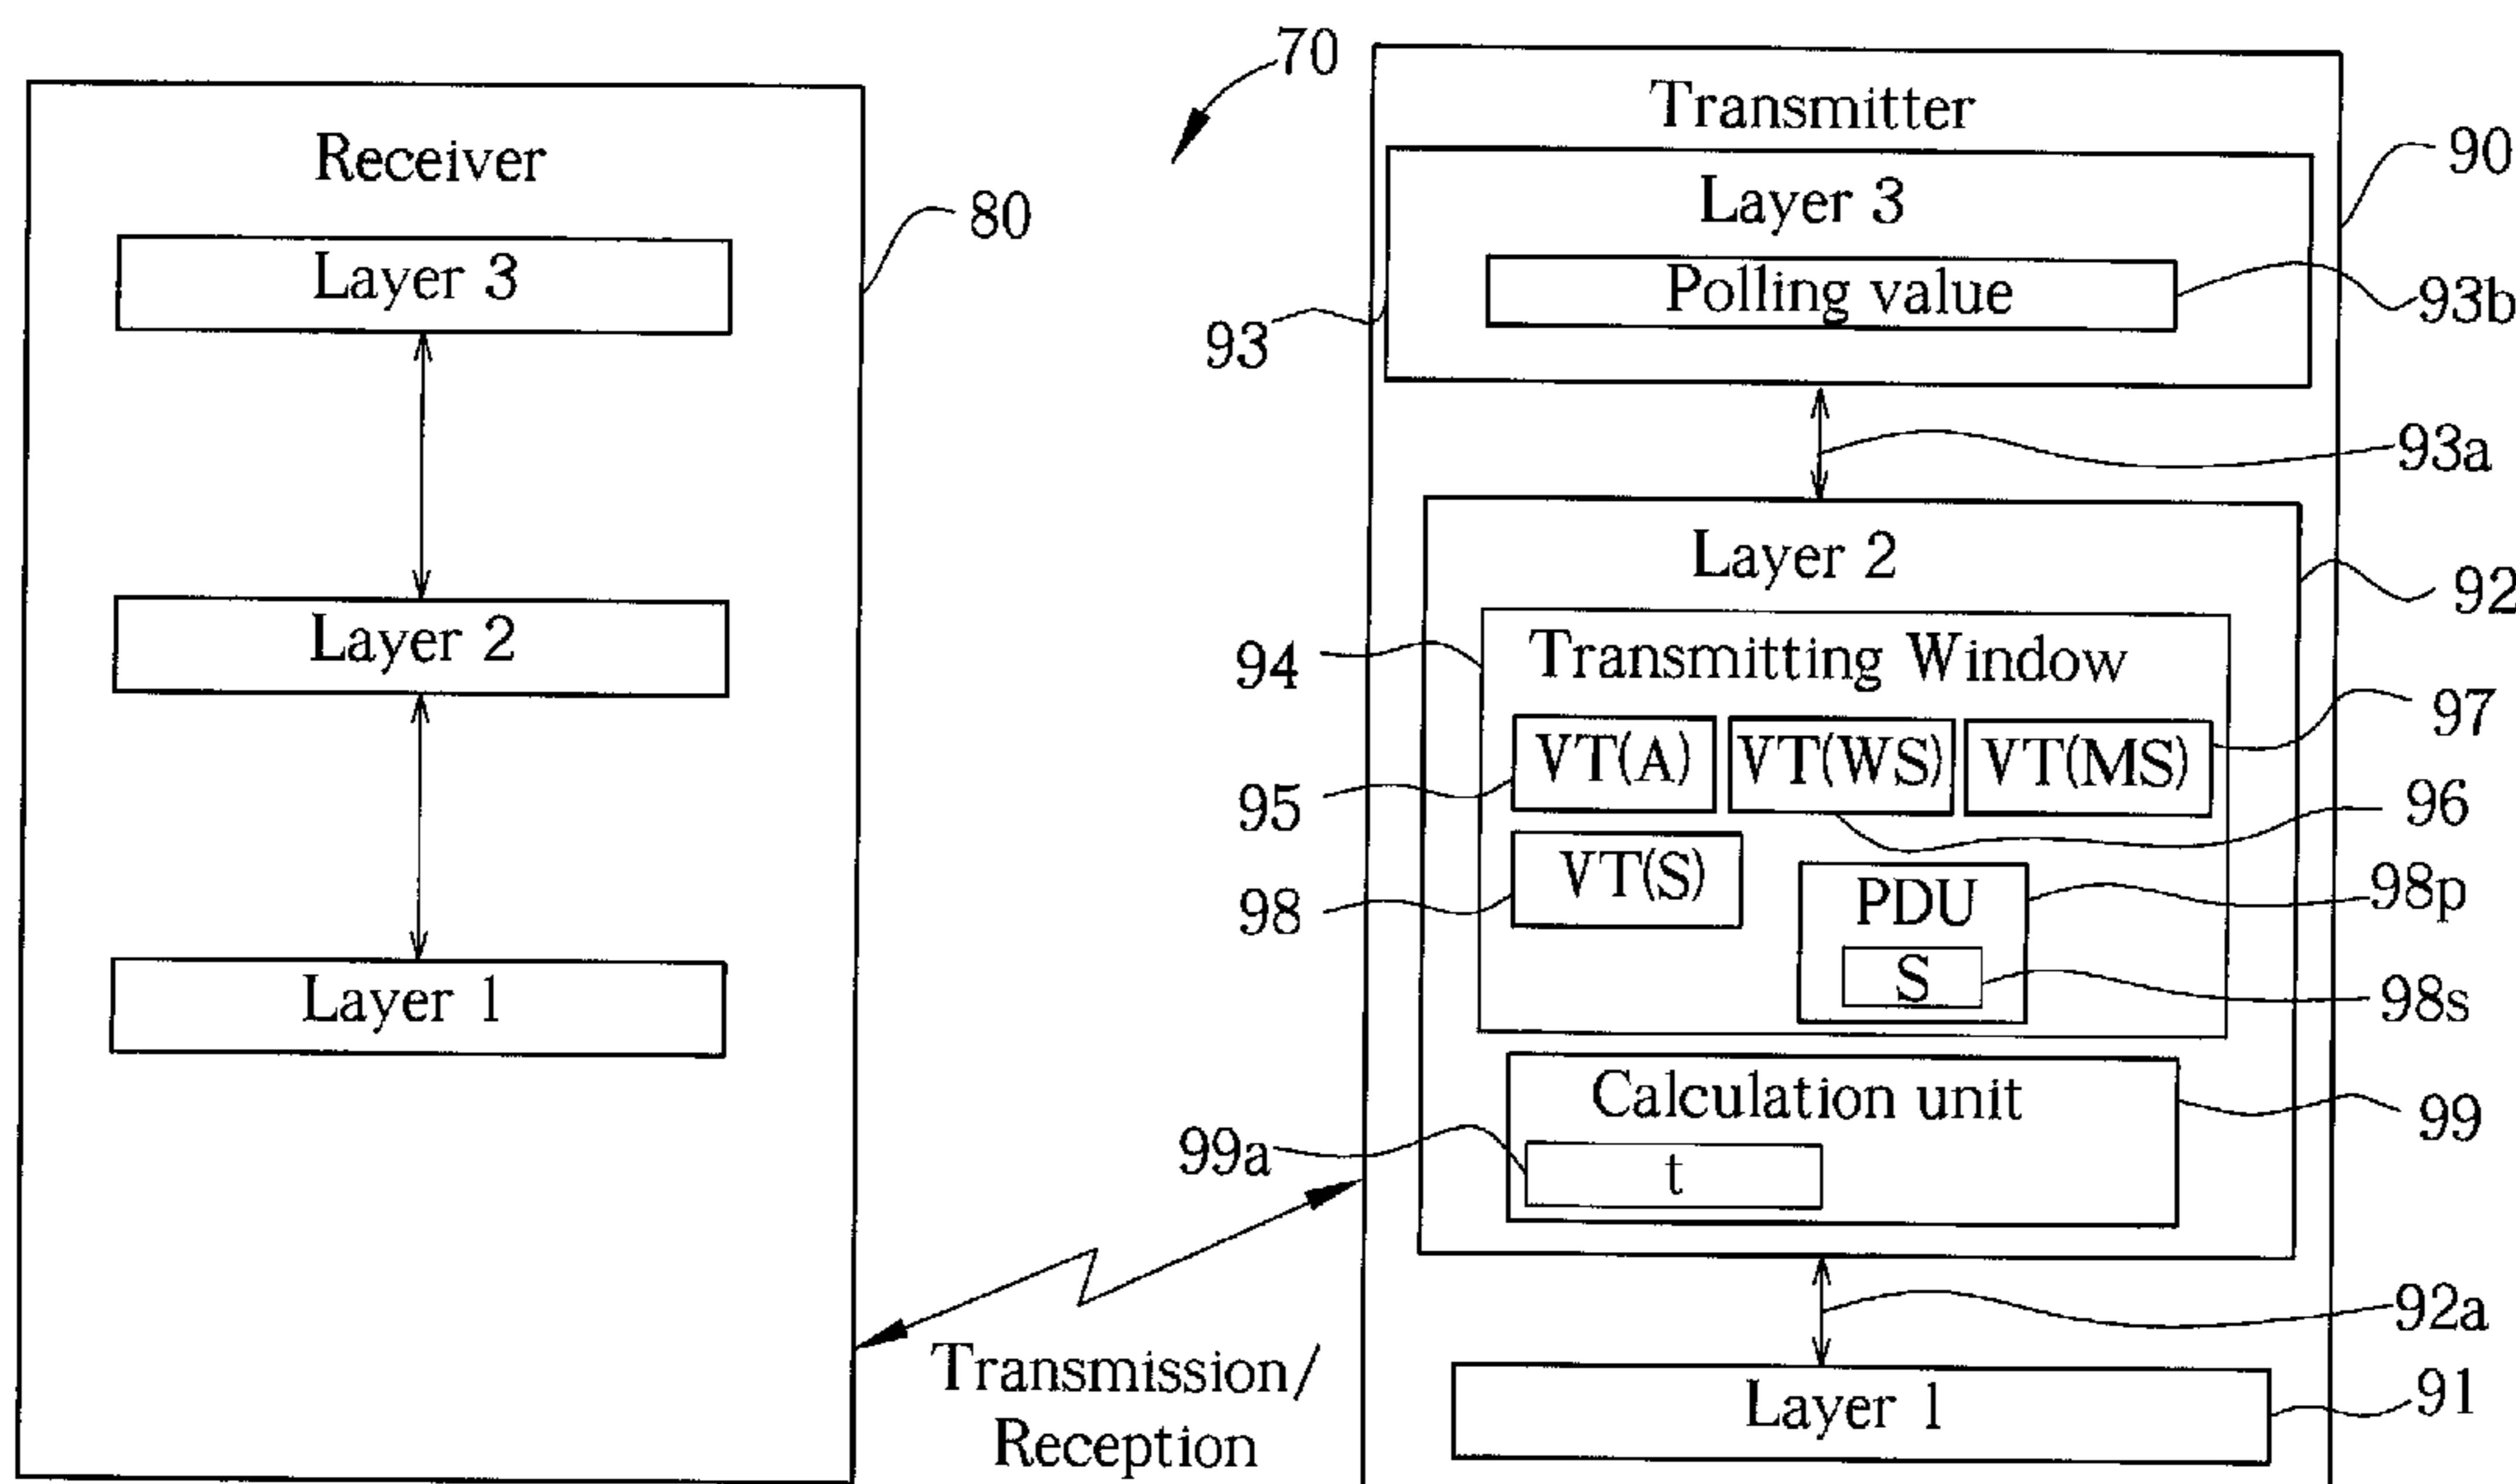 70
Receiver
80
Layer 3
Layer 2
Layer 1
Transmission/
Reception
Transmitter
90
Layer 3
Polling value
93b
93
93a
Layer 2
92
94
Transmitting Window
97
VT(A)
VT(WS)
VT(MS)
95
96
VT(S)
98
PDU
98p
S
98s
Calculation unit
99
99a
t
92a
Layer 1
91